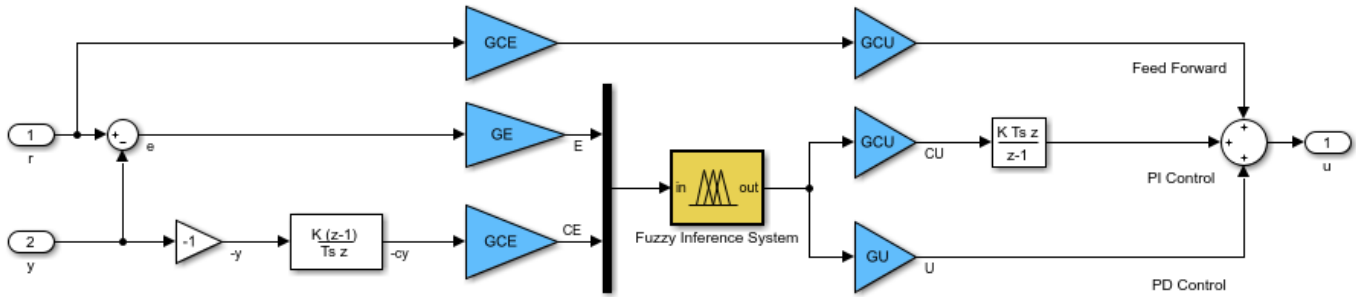 GCE
GCU
Feed Forward
1
r
+
−
e
GE
E
GCU
CU
K Ts z
z-1
PI Control
+
+
+
1
u
in
out
Fuzzy Inference System
2
y
-1
-y
K (z-1)
Ts z
-cy
GCE
CE
GU
U
PD Control